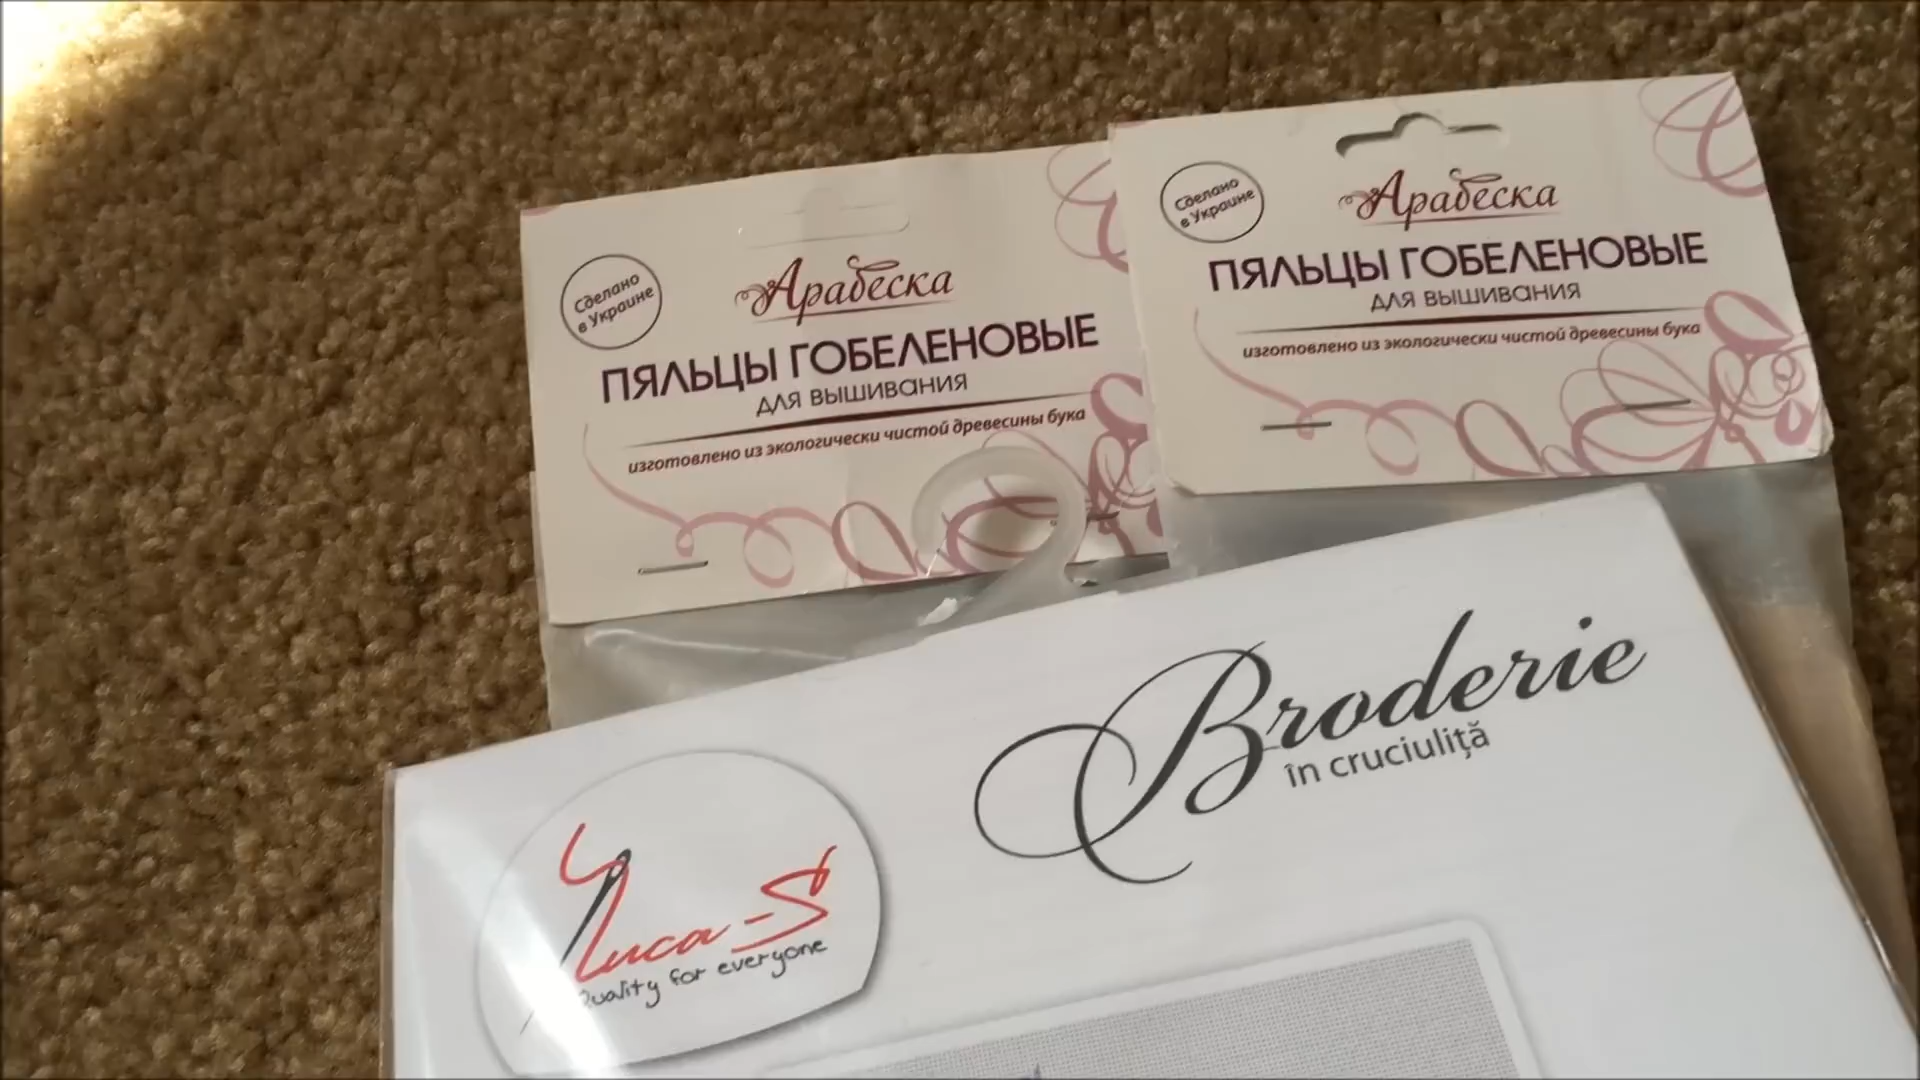 Сделано
в Украине
Арабеска
ПЯЛЬЦЫ ГОБЕЛЕНОВЫЕ
ДЛЯ ВЫШИВАНИЯ
изготовлено из экологически чистой древесины бука
Сделано
в Украине
Арабеска
ПЯЛЬЦЫ ГОБЕЛЕНОВЫЕ
ДЛЯ ВЫШИВАНИЯ
изготовлено из экологически чистой древесины бука
Broderie
în cruciuliță
Luca-S
Quality for everyone